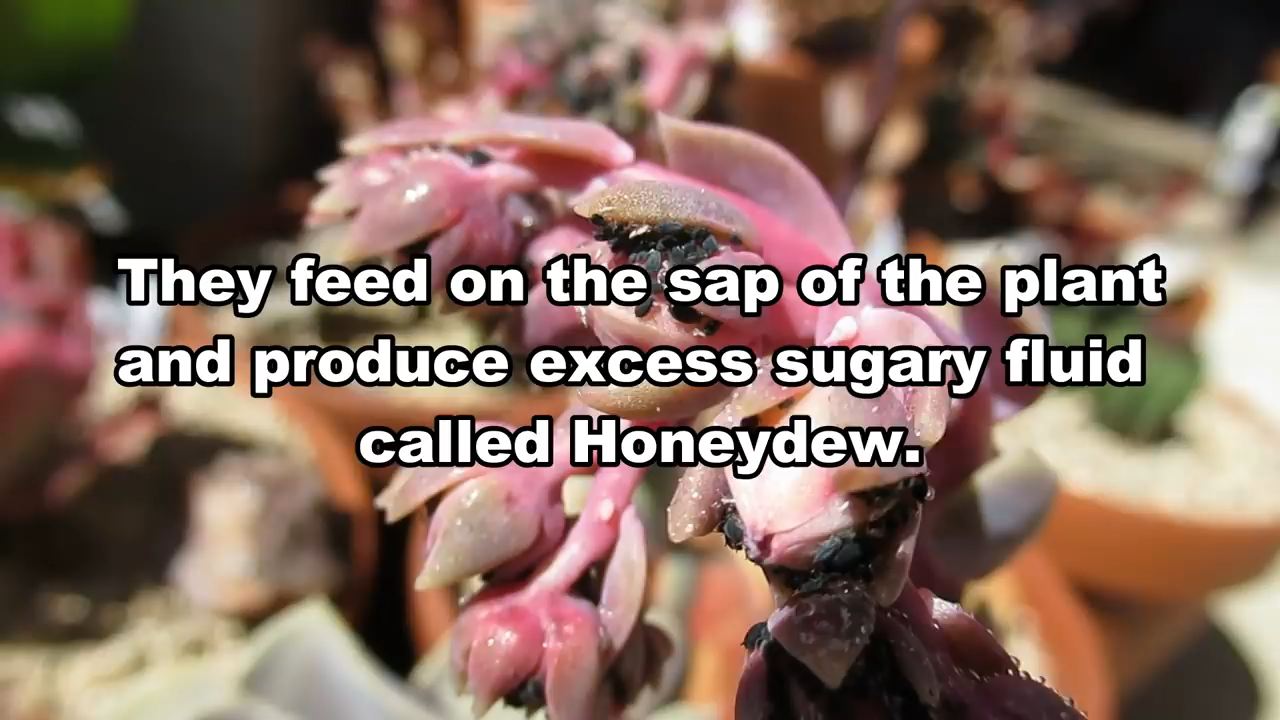 They feed on the sap of the plant
and produce excess sugary fluid
called Honeydew.